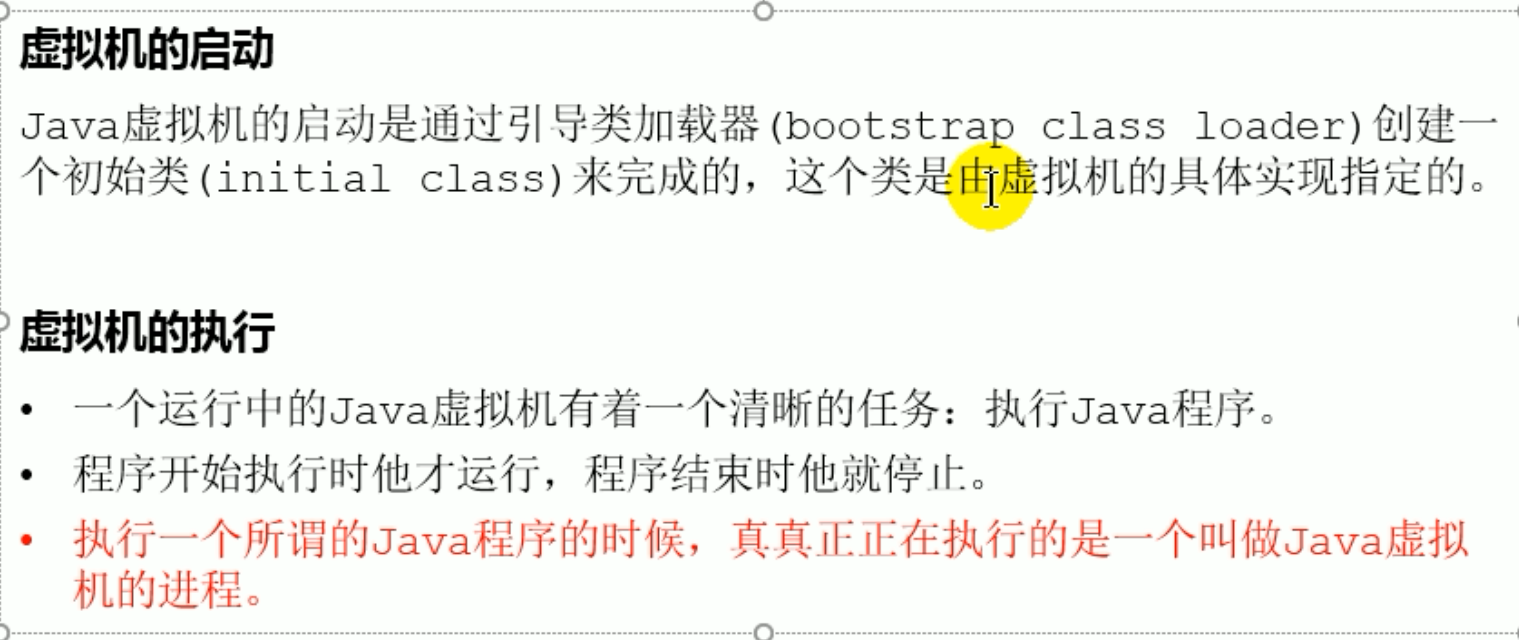 虚拟机的启动
Java虚拟机的启动是通过引导类加载器(bootstrap class loader)创建一
个初始类(initial class)来完成的，这个类是由虚拟机的具体实现指定的。
虚拟机的执行
• 一个运行中的Java虚拟机有着一个清晰的任务：执行Java程序。
• 程序开始执行时他才运行，程序结束时他就停止。
• 执行一个所谓的Java程序的时候，真真正正在执行的是一个叫做Java虚拟
机的进程。